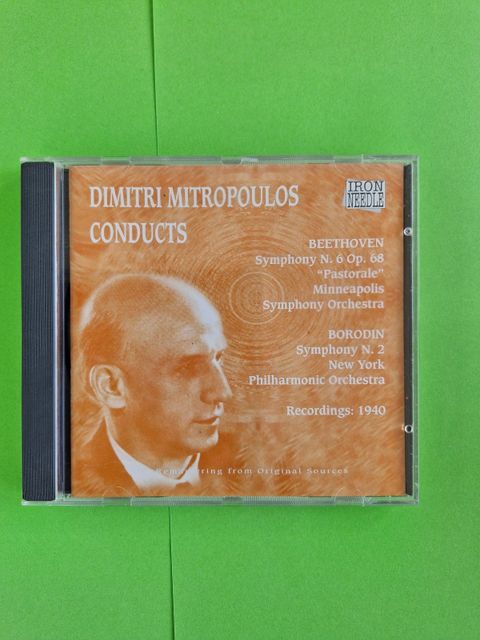 DIMITRI MITROPOULOS
CONDUCTS
IRON
NEEDLE
BEETHOVEN
Symphony N. 6 Op. 68
"Pastorale"
Minneapolis
Symphony Orchestra
BORODIN
Symphony N. 2
New York
Philharmonic Orchestra
Recordings: 1940
Remastering from Original Sources